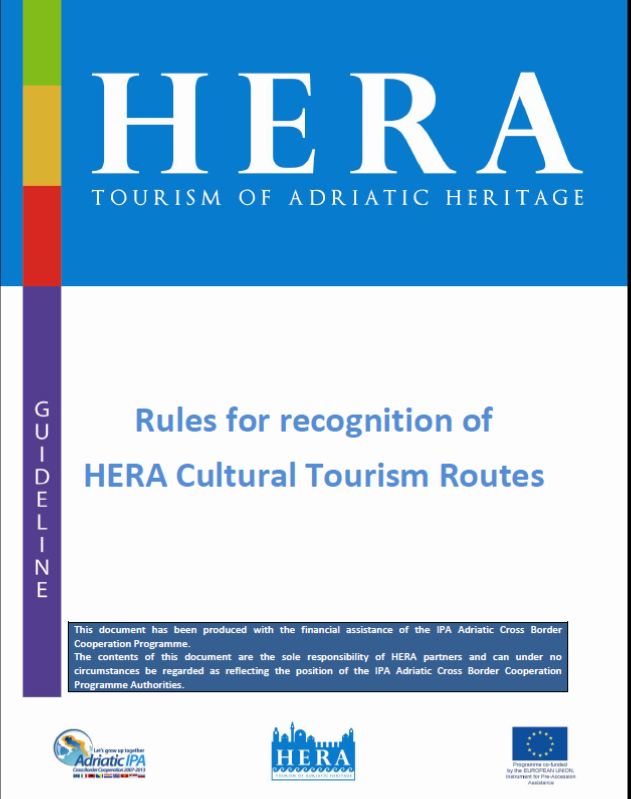 HERA
TOURISM OF ADRIATIC HERITAGE
GUIDELINE
Rules for recognition of
HERA Cultural Tourism Routes
This document has been produced with the financial assistance of the IPA Adriatic Cross Border
Cooperation Programme.
The contents of this document are the sole responsibility of HERA partners and can under no
circumstances be regarded as reflecting the position of the IPA Adriatic Cross Border Cooperation
Programme Authorities.
Let's grow up together
Adriatic IPA
Cross Border Cooperation 2007-2013
HERA
TOURISM OF ADRIATIC HERITAGE
Programme co-funded
by the EUROPEAN UNION,
Instrument for Pre-Accession
Assistance